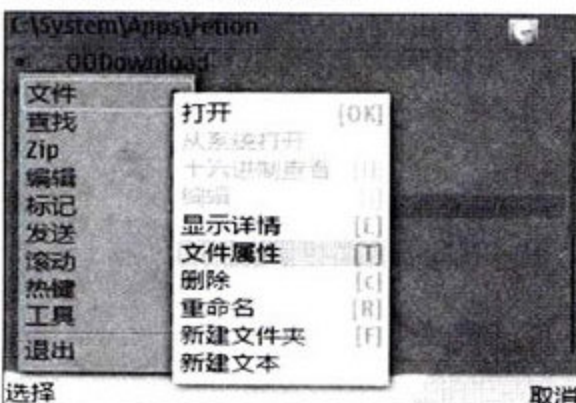 C:\System\Apps\Fetion
QQDownload
文件
查找
Zip
编辑
标记
发送
滚动
热键
工具
退出
打开 [OK]
从系统打开
十六进制查看
编辑
显示详情 [E]
文件属性 [T]
删除 [c]
重命名 [R]
新建文件夹 [F]
新建文本
选择
取消